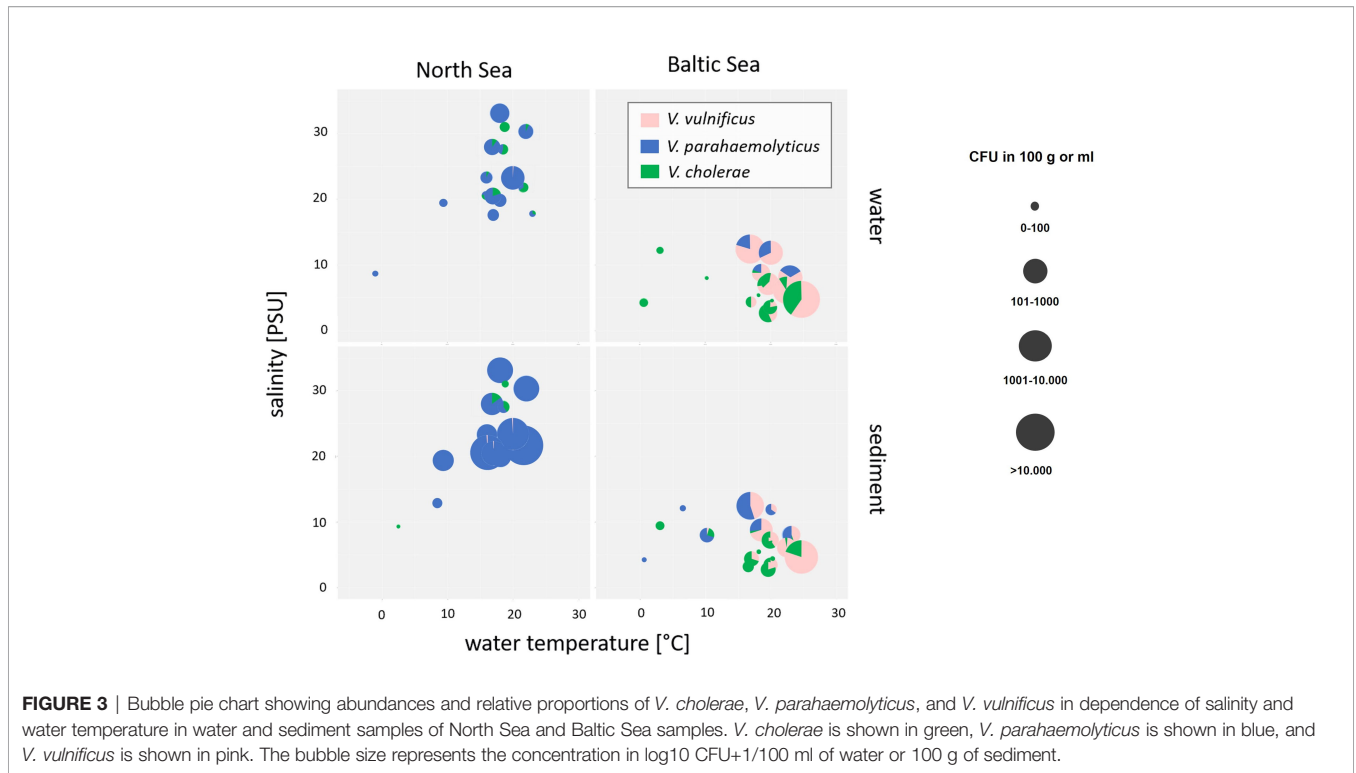 North Sea
Baltic Sea
V. vulnificus
V. parahaemolyticus
V. cholerae
CFU in 100 g or ml
0-100
101-1000
1001-10.000
>10.000
water
sediment
salinity [PSU]
30
20
10
0
30
20
10
0
0
10
20
30
0
10
20
30
water temperature [°C]
FIGURE 3 | Bubble pie chart showing abundances and relative proportions of V. cholerae, V. parahaemolyticus, and V. vulnificus in dependence of salinity and
water temperature in water and sediment samples of North Sea and Baltic Sea samples. V. cholerae is shown in green, V. parahaemolyticus is shown in blue, and
V. vulnificus is shown in pink. The bubble size represents the concentration in log10 CFU+1/100 ml of water or 100 g of sediment.